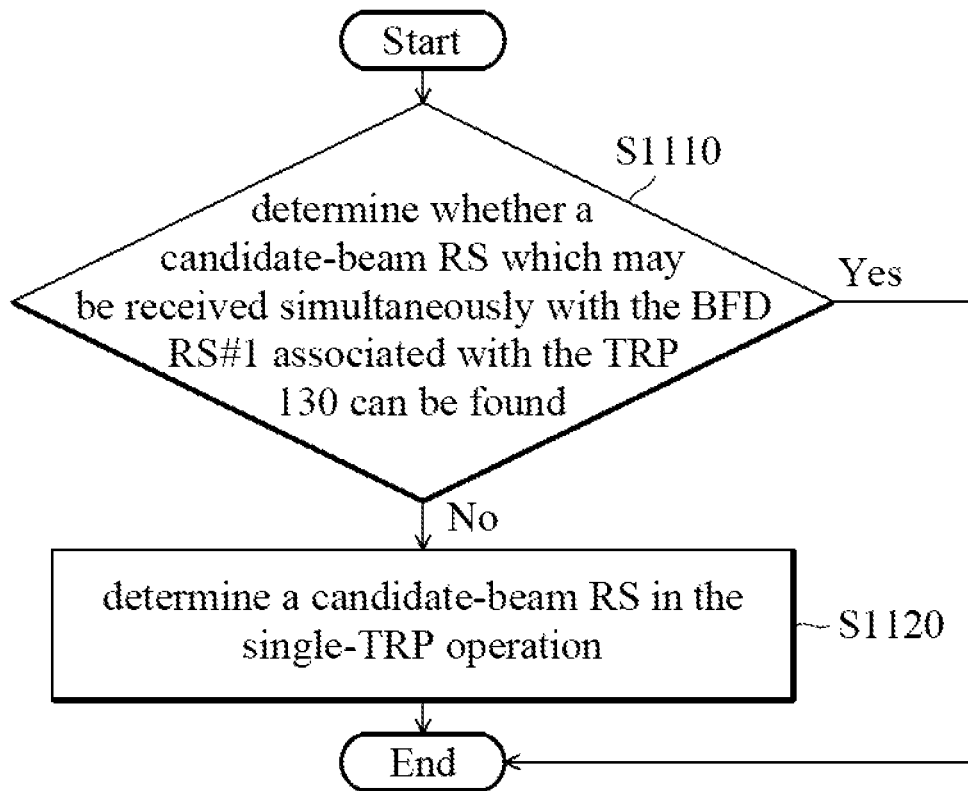 Start
S1110
determine whether a
candidate-beam RS which may
be received simultaneously with the BFD
RS#1 associated with the TRP
130 can be found
Yes
No
determine a candidate-beam RS in the
single-TRP operation
S1120
End